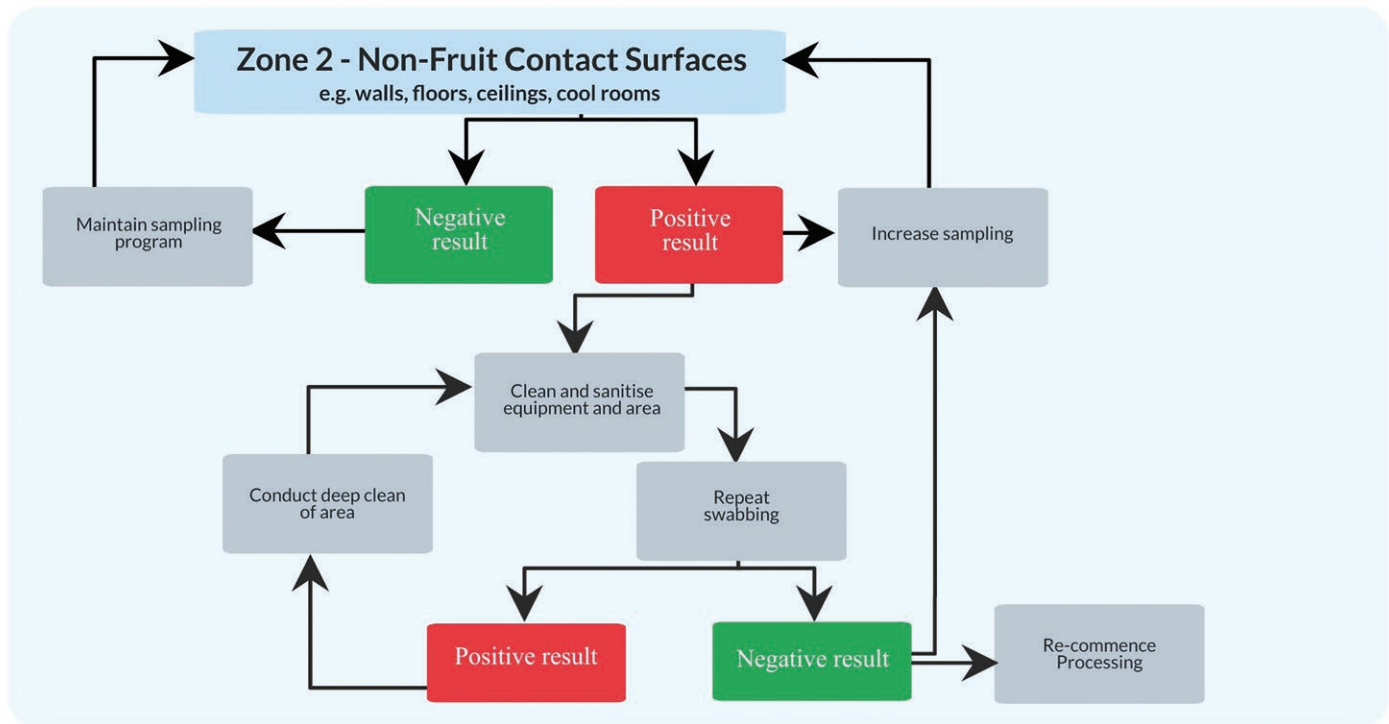 Zone 2 - Non-Fruit Contact Surfaces
e.g. walls, floors, ceilings, cool rooms
Maintain sampling
program
Negative
result
Positive
result
Increase sampling
Clean and sanitise
equipment and area
Conduct deep clean
of area
Repeat
swabbing
Positive result
Negative result
Re-commence
Processing